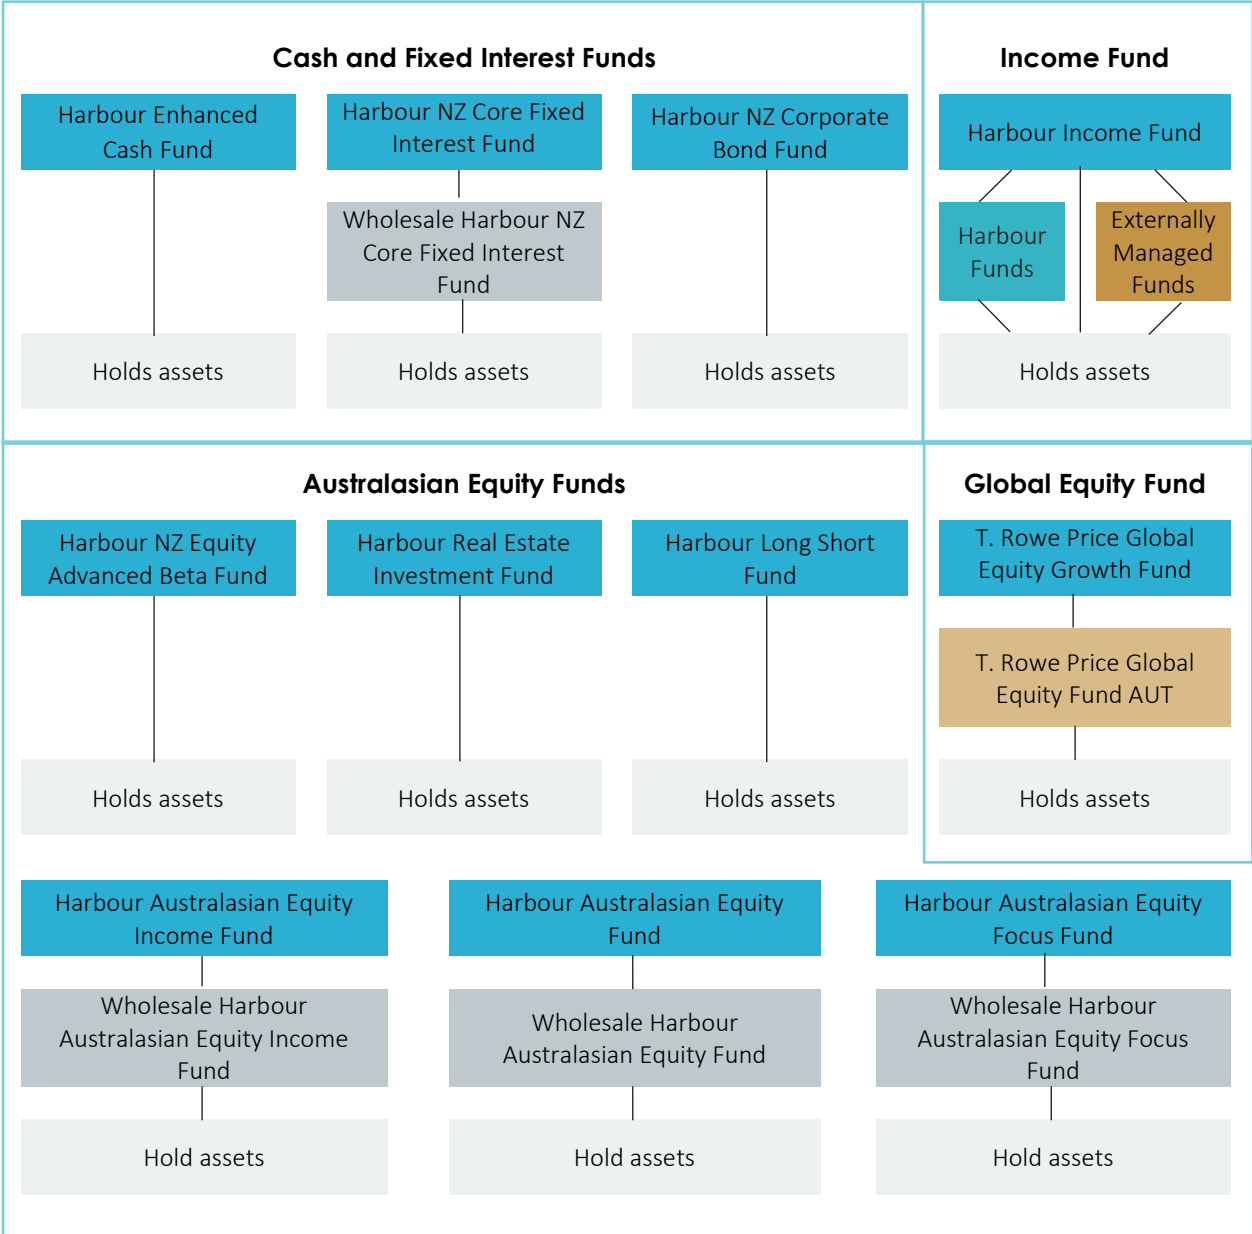 Cash and Fixed Interest Funds
Harbour Enhanced
Cash Fund
Harbour NZ Core Fixed
Interest Fund
Harbour NZ Corporate
Bond Fund
Wholesale Harbour NZ
Core Fixed Interest
Fund
Holds assets
Holds assets
Holds assets
Income Fund
Harbour Income Fund
Harbour
Funds
Externally
Managed
Funds
Holds assets
Australasian Equity Funds
Harbour NZ Equity
Advanced Beta Fund
Harbour Real Estate
Investment Fund
Harbour Long Short
Fund
Holds assets
Holds assets
Holds assets
Global Equity Fund
T. Rowe Price Global
Equity Growth Fund
T. Rowe Price Global
Equity Fund AUT
Holds assets
Harbour Australasian Equity
Income Fund
Harbour Australasian Equity
Fund
Harbour Australasian Equity
Focus Fund
Wholesale Harbour
Australasian Equity Income
Fund
Wholesale Harbour
Australasian Equity Fund
Wholesale Harbour
Australasian Equity Focus
Fund
Hold assets
Hold assets
Hold assets